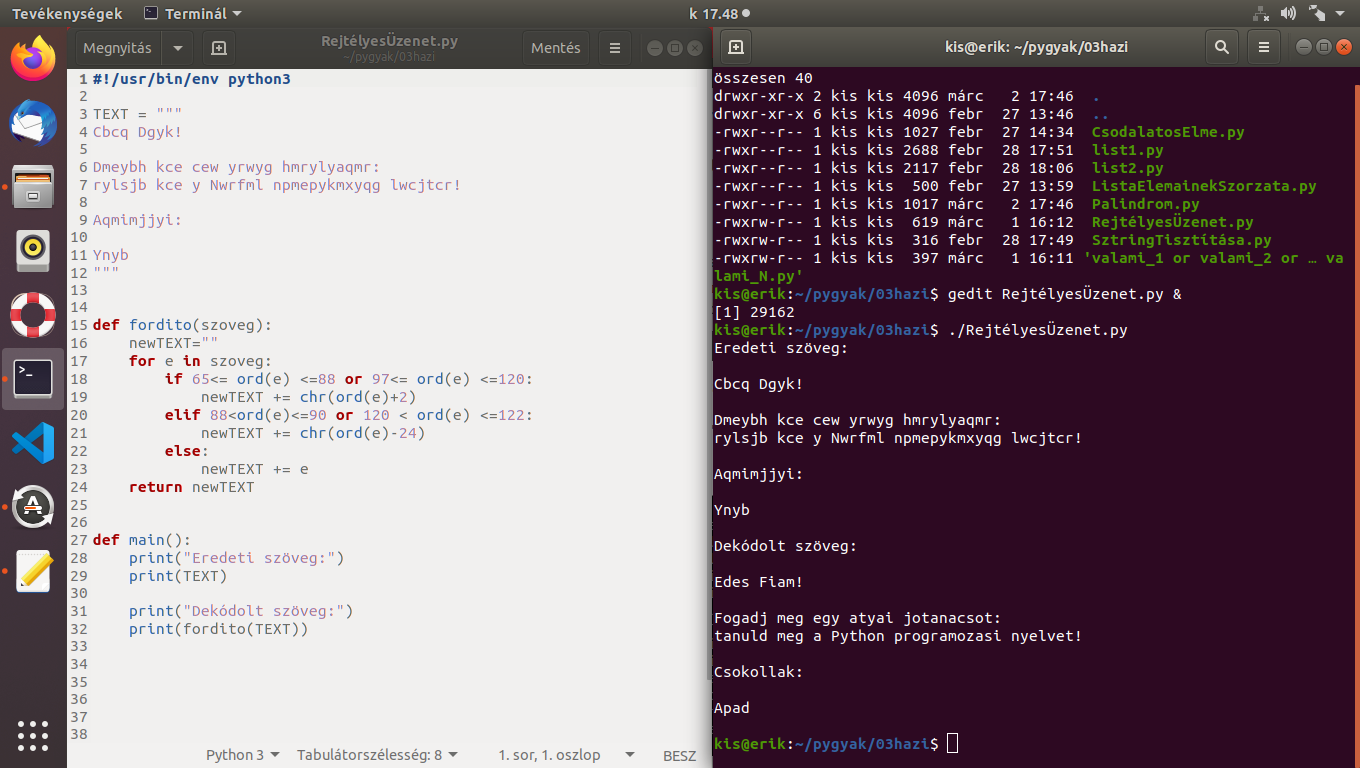 Tevékenységek Terminál k 17.48
Megnyitás RejtélyesÜzenet.py Mentés
~/pygyak/03hazi
1 #!/usr/bin/env python3
2
3 TEXT = """
4 Cbcq Dgyk!
5
6 Dmeybh kce cew yrwyg hmrylyaqmr:
7 rylsjb kce y Nwrfml npmepykmxyqg lwcjtcr!
8
9 Aqmimjjyi:
10
11 Ynyb
12 """
13
14
15 def fordito(szoveg):
16     newTEXT=""
17     for e in szoveg:
18         if 65<= ord(e) <=88 or 97<= ord(e) <=120:
19             newTEXT += chr(ord(e)+2)
20         elif 88<ord(e)<=90 or 120 < ord(e) <=122:
21             newTEXT += chr(ord(e)-24)
22         else:
23             newTEXT += e
24     return newTEXT
25
26
27 def main():
28     print("Eredeti szöveg:")
29     print(TEXT)
30
31     print("Dekódolt szöveg:")
32     print(fordito(TEXT))
33
34
35
36
37
38
Python 3 Tabulátorszélesség: 8 1. sor, 1. oszlop BESZ
kis@erik: ~/pygyak/03hazi
összesen 40
drwxr-xr-x 2 kis kis 4096 márc   2 17:46  .
drwxr-xr-x 6 kis kis 4096 febr  27 13:46  ..
-rwxr--r-- 1 kis kis 1027 febr  27 14:34  CsodalatosElme.py
-rwxr--r-- 1 kis kis 2688 febr  28 17:51  list1.py
-rwxr--r-- 1 kis kis 2117 febr  28 18:06  list2.py
-rwxr--r-- 1 kis kis  500 febr  27 13:59  ListaElemainekSzorzata.py
-rwxr--r-- 1 kis kis 1017 márc   2 17:46  Palindrom.py
-rwxrw-r-- 1 kis kis  619 márc   1 16:12  RejtélyesÜzenet.py
-rwxrw-r-- 1 kis kis  316 febr  28 17:49  SztringTisztítása.py
-rwxrw-r-- 1 kis kis  397 márc   1 16:11 'valami_1 or valami_2 or … va
lami_N.py'
kis@erik:~/pygyak/03hazi$ gedit RejtélyesÜzenet.py &
[1] 29162
kis@erik:~/pygyak/03hazi$ ./RejtélyesÜzenet.py
Eredeti szöveg:

Cbcq Dgyk!

Dmeybh kce cew yrwyg hmrylyaqmr:
rylsjb kce y Nwrfml npmepykmxyqg lwcjtcr!

Aqmimjjyi:

Ynyb

Dekódolt szöveg:

Edes Fiam!

Fogadj meg egy atyai jotanacsot:
tanuld meg a Python programozasi nyelvet!

Csokollak:

Apad

kis@erik:~/pygyak/03hazi$